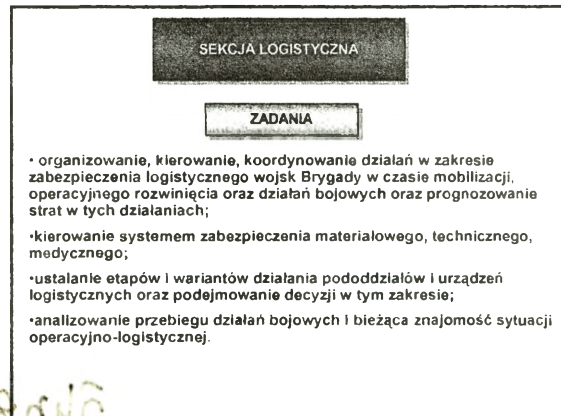 SEKCJA LOGISTYCZNA
ZADANIA
• organizowanie, kierowanie, koordynowanie działań w zakresie
zabezpieczenia logistycznego wojsk Brygady w czasie mobilizacji,
operacyjnego rozwinięcia oraz działań bojowych oraz prognozowanie
strat w tych działaniach;
•kierowanie systemem zabezpieczenia materiałowego, technicznego,
medycznego;
•ustalanie etapów i wariantów działania pododdziałów i urządzeń
logistycznych oraz podejmowanie decyzji w tym zakresie;
•analizowanie przebiegu działań bojowych i bieżąca znajomość sytuacji
operacyjno-logistycznej.